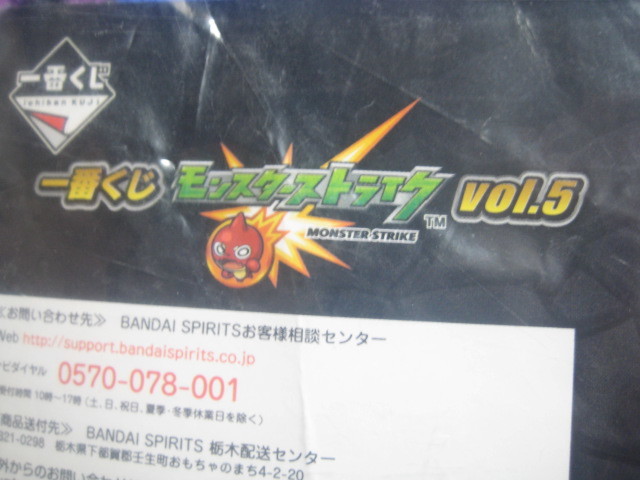 一番くじ
Ichiban KUJI
一番くじ モンスターストライク™ vol.5
MONSTER STRIKE
≪お問い合わせ先≫ BANDAI SPIRITSお客様相談センター
Web http://support.bandaispirits.co.jp
ナビダイヤル 0570-078-001
受付時間 10時〜17時(土、日、祝日、夏季・冬季休業日を除く)
商品送付先≫ BANDAI SPIRITS 栃木配送センター
321-0298 栃木県下都賀郡壬生町おもちゃのまち4-2-20
外からのお問い合わせ